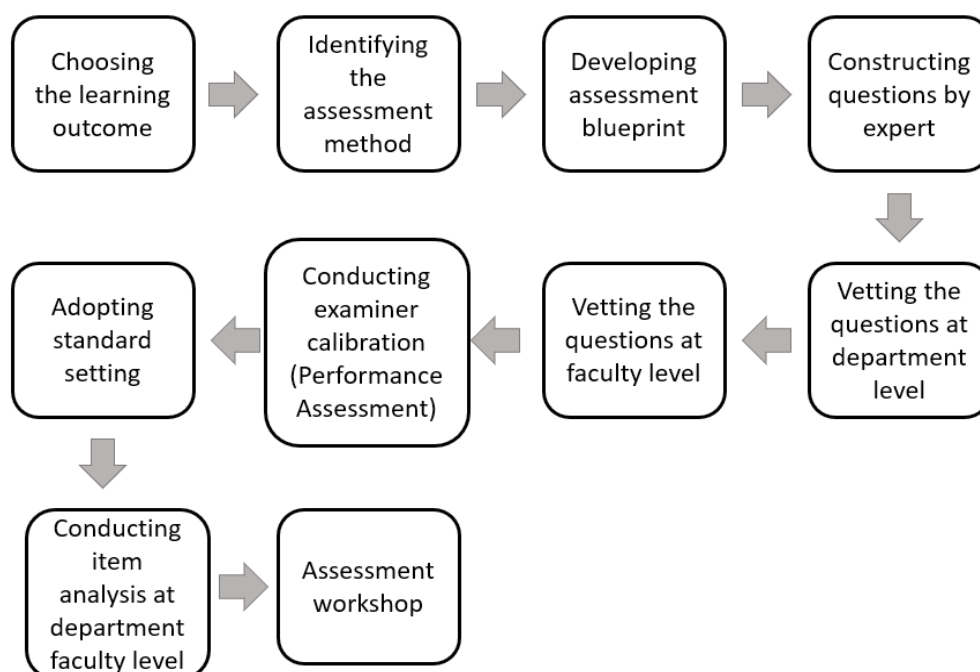 Choosing
the learning
outcome
Identifying
the
assessment
method
Developing
assessment
blueprint
Constructing
questions by
expert
Vetting the
questions at
department
level
Vetting the
questions at
faculty level
Conducting
examiner
calibration
(Performance
Assessment)
Adopting
standard
setting
Conducting
item
analysis at
department
faculty level
Assessment
workshop